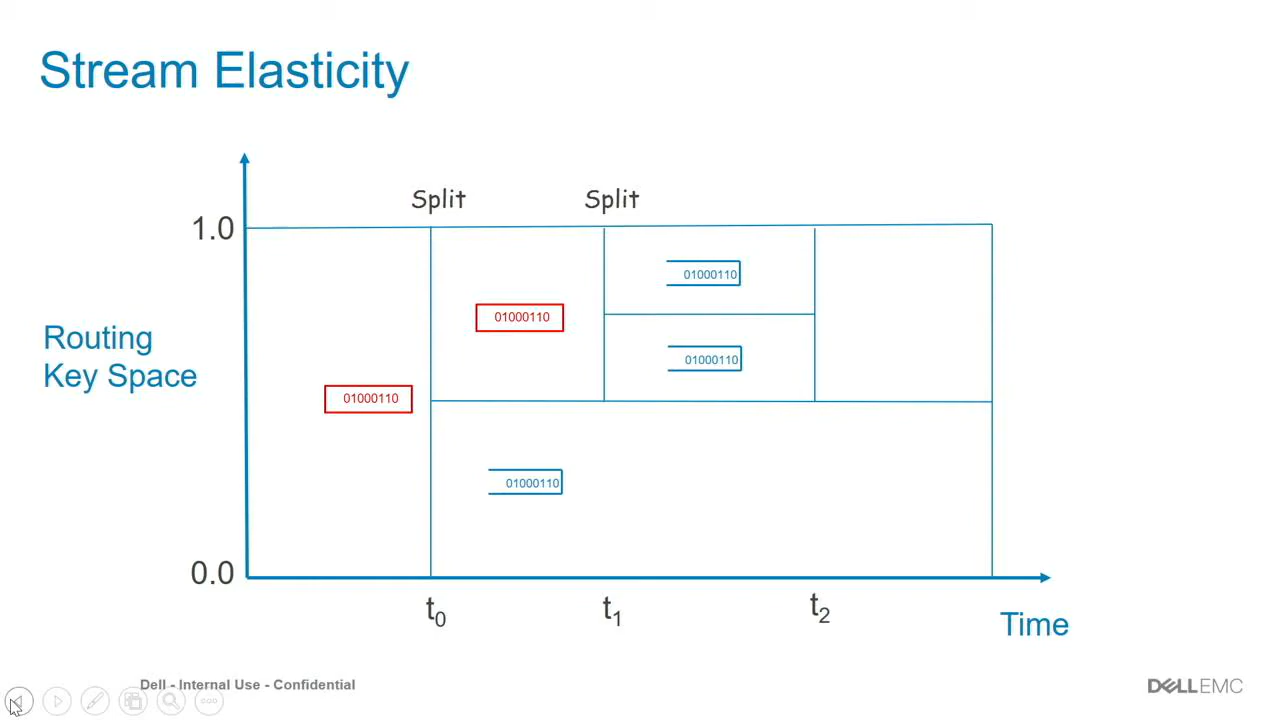 Stream Elasticity
Split
Split
1.0
01000110
01000110
Routing
Key Space
01000110
01000110
01000110
0.0
t0
t1
t2
Time
Dell - Internal Use - Confidential
DELLEMC